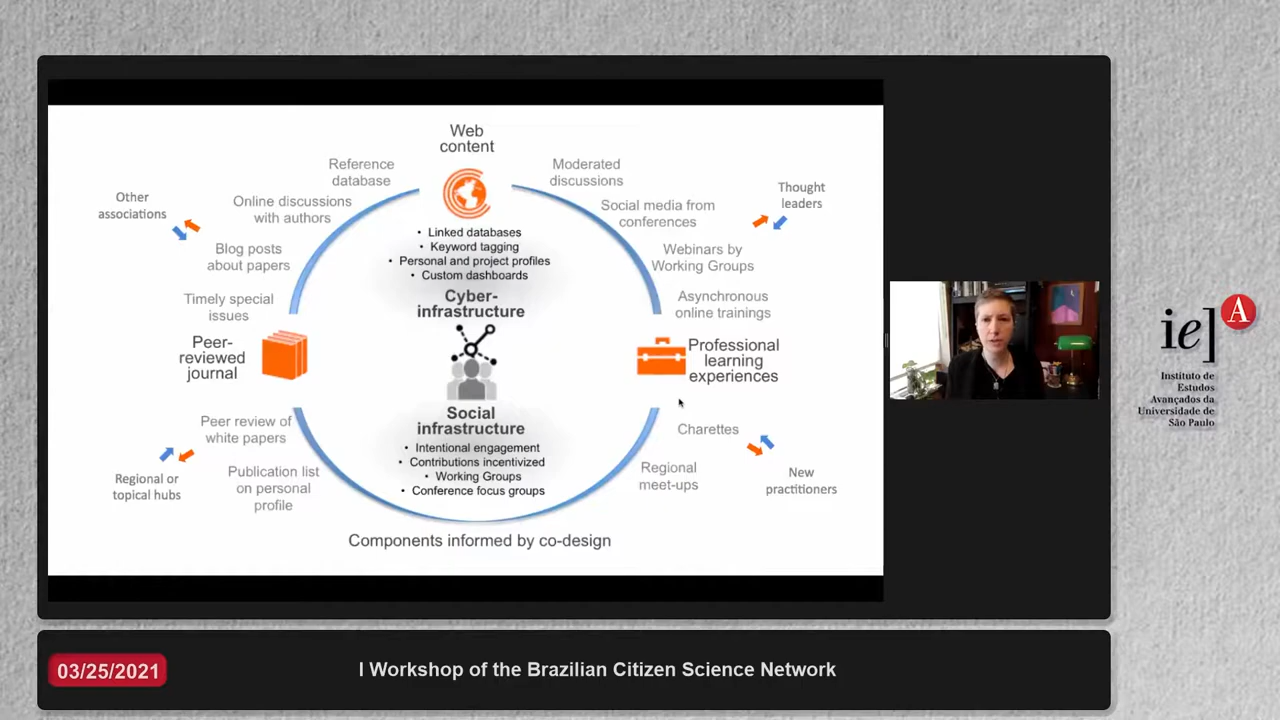 Web
content
Reference
database
Moderated
discussions
Other
associations
Online discussions
with authors
Social media from
conferences
Thought
leaders
• Linked databases
• Keyword tagging
• Personal and project profiles
• Custom dashboards
Blog posts
about papers
Webinars by
Working Groups
Timely special
issues
Cyber-
infrastructure
Asynchronous
online trainings
Peer-
reviewed
journal
Professional
learning
experiences
Social
infrastructure
Peer review of
white papers
Charettes
• Intentional engagement
• Contributions incentivized
• Working Groups
• Conference focus groups
Regional or
topical hubs
Publication list
on personal
profile
Regional
meet-ups
New
practitioners
Components informed by co-design
ie]
A
Instituto de
Estudos
Avançados da
Universidade de
São Paulo
03/25/2021
I Workshop of the Brazilian Citizen Science Network